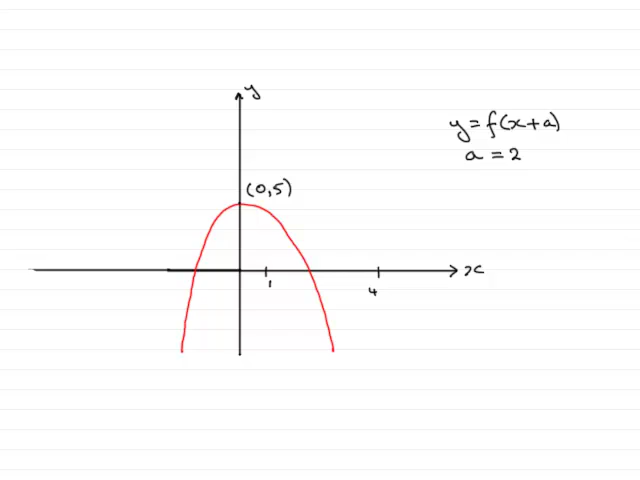 y
y = f(x+a)
a = 2
(0,5)
x
1
4